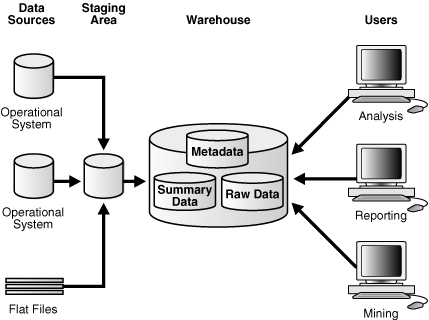 Data
Sources
Staging
Area
Warehouse
Users
Operational
System
Operational
System
Flat Files
Metadata
Summary
Data
Raw Data
Analysis
Reporting
Mining